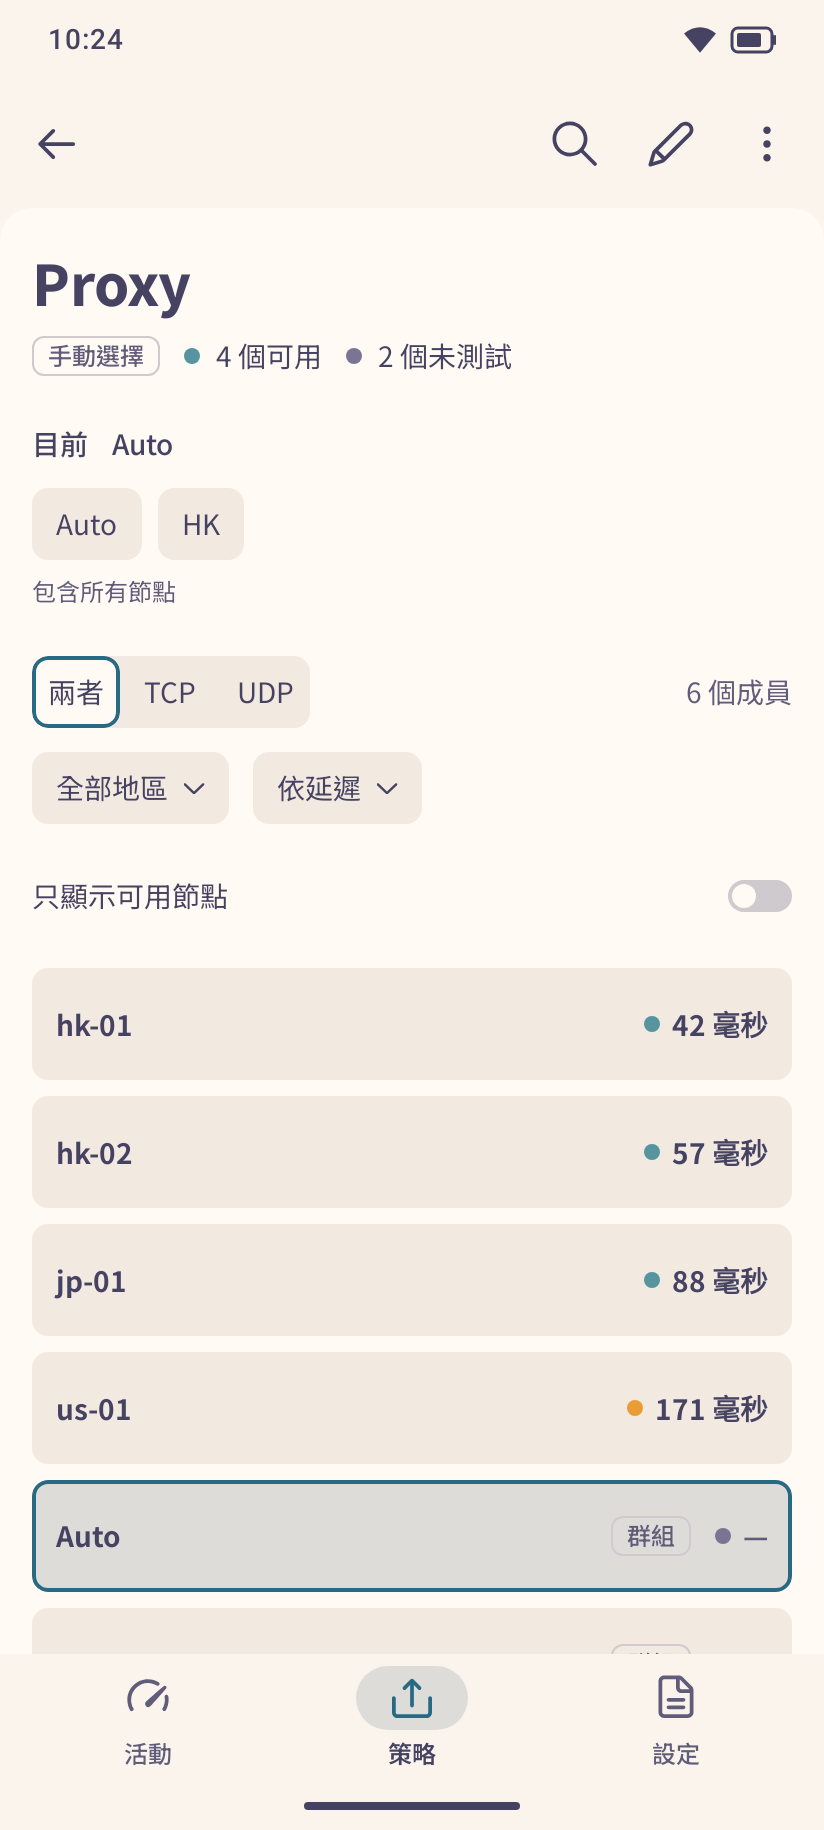 10:24
Proxy
手動選擇 4 個可用 2 個未測試
目前 Auto
Auto HK
包含所有節點
兩者 TCP UDP 6 個成員
全部地區 依延遲
只顯示可用節點
hk-01 42 毫秒
hk-02 57 毫秒
jp-01 88 毫秒
us-01 171 毫秒
Auto 群組 —
活動 策略 設定